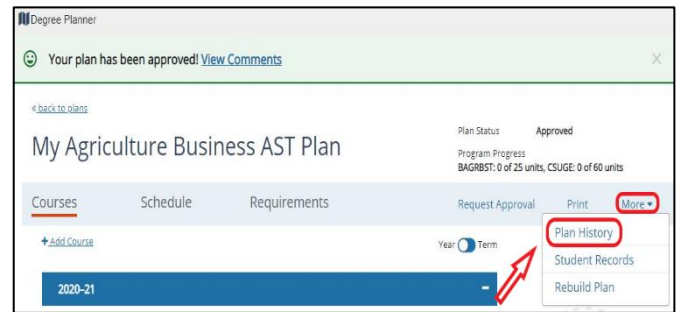 Degree Planner
Your plan has been approved! View Comments X
« back to plans
My Agriculture Business AST Plan
Plan Status Approved
Program Progress
BAGRBST: 0 of 25 units, CSUGE: 0 of 60 units
Courses Schedule Requirements Request Approval Print More
+ Add Course Year Term
Plan History
Student Records
Rebuild Plan
2020-21 –